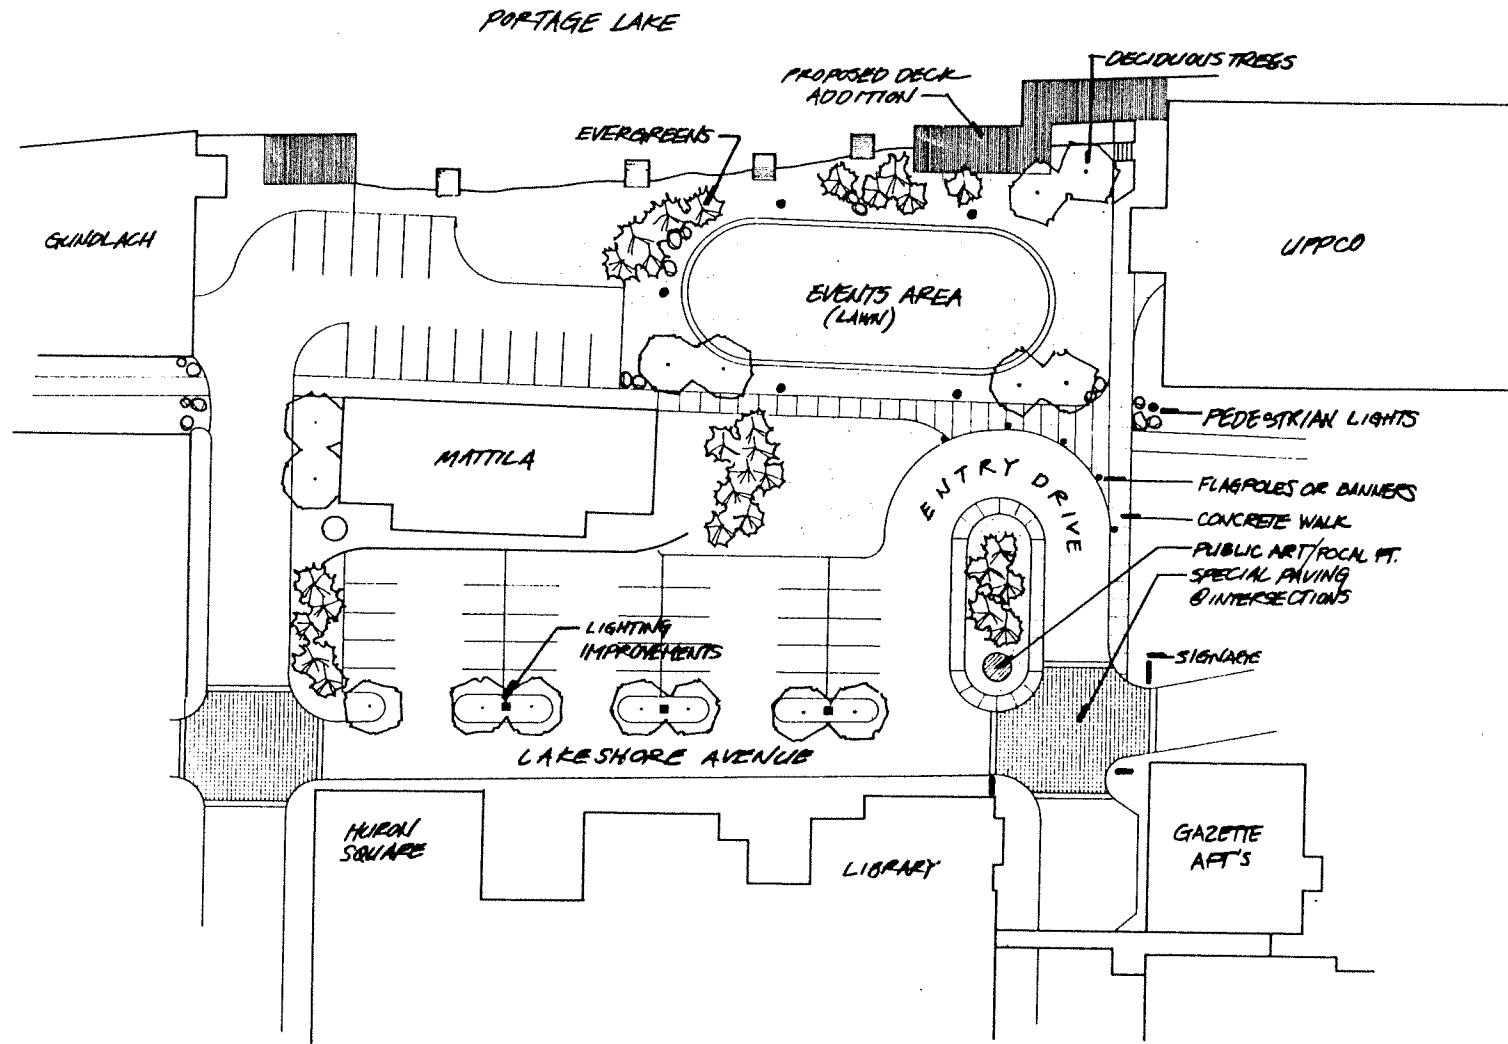 PORTAGE LAKE
DECIDUOUS TREES
PROPOSED DECK
ADDITION
EVERGREENS
GUNDLACH
UPPCO
EVENTS AREA
(LAWN)
PEDESTRIAN LIGHTS
MATTILA
ENTRY DRIVE
FLAGPOLES OR BANNERS
CONCRETE WALK
PUBLIC ART/FOCAL PT.
SPECIAL PAVING
@ INTERSECTIONS
LIGHTING
IMPROVEMENTS
SIGNAGE
LAKESHORE AVENUE
HURON
SQUARE
LIBRARY
GAZETTE
APT'S